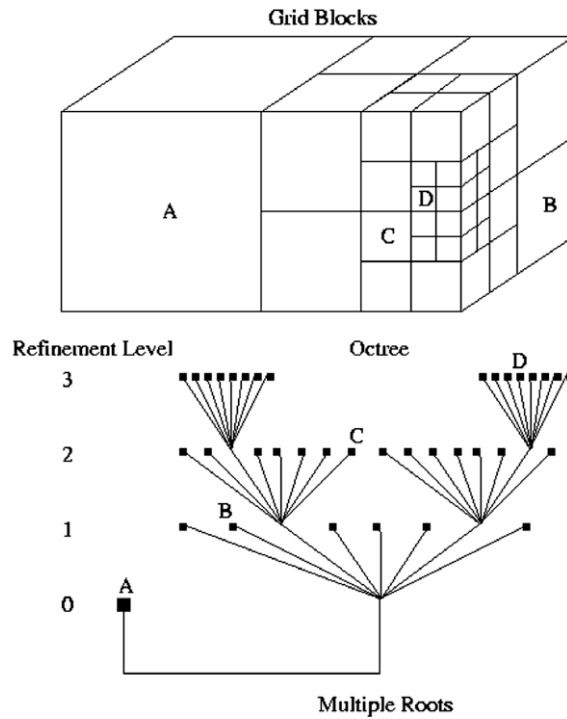 Grid Blocks
A
B
C
D
Refinement Level
Octree
D
3
2
C
1
B
0
A
Multiple Roots